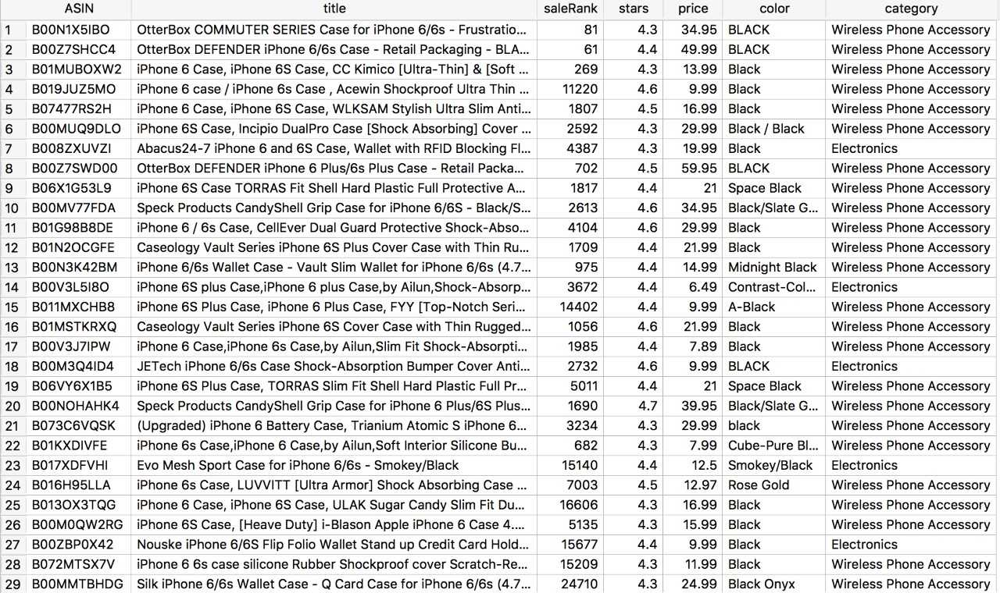 ASIN title saleRank stars price color category
1 B00N1X5IBO OtterBox COMMUTER SERIES Case for iPhone 6/6s - Frustratio... 81 4.3 34.95 BLACK Wireless Phone Accessory
2 B00Z7SHCC4 OtterBox DEFENDER iPhone 6/6s Case - Retail Packaging - BLA... 61 4.4 49.99 BLACK Wireless Phone Accessory
3 B01MUBOXW2 iPhone 6 Case, iPhone 6S Case, CC Kimico [Ultra-Thin] & [Soft ... 269 4.3 13.99 Black Wireless Phone Accessory
4 B019JUZ5MO iPhone 6 case / iPhone 6s Case , Acewin Shockproof Ultra Thin ... 11220 4.6 9.99 Black Wireless Phone Accessory
5 B07477RS2H iPhone 6 Case, iPhone 6S Case, WLKSAM Stylish Ultra Slim Anti... 1807 4.5 16.99 Black Wireless Phone Accessory
6 B00MUQ9DLO iPhone 6S Case, Incipio DualPro Case [Shock Absorbing] Cover ... 2592 4.3 29.99 Black / Black Wireless Phone Accessory
7 B008ZXUVZI Abacus24-7 iPhone 6 and 6S Case, Wallet with RFID Blocking Fl... 4387 4.3 19.99 Black Electronics
8 B00Z7SWD00 OtterBox DEFENDER iPhone 6 Plus/6s Plus Case - Retail Packa... 702 4.5 59.95 BLACK Wireless Phone Accessory
9 B06X1G53L9 iPhone 6S Case TORRAS Fit Shell Hard Plastic Full Protective A... 1817 4.4 21 Space Black Wireless Phone Accessory
10 B00MV77FDA Speck Products CandyShell Grip Case for iPhone 6/6S - Black/S... 2613 4.6 34.95 Black/Slate G... Wireless Phone Accessory
11 B01G98B8DE iPhone 6 / 6s Case, CellEver Dual Guard Protective Shock-Abso... 4104 4.6 29.99 Black Wireless Phone Accessory
12 B01N2OCGFE Caseology Vault Series iPhone 6S Plus Cover Case with Thin Ru... 1709 4.4 21.99 Black Wireless Phone Accessory
13 B00N3K42BM iPhone 6/6s Wallet Case - Vault Slim Wallet for iPhone 6/6s (4.7... 975 4.4 14.99 Midnight Black Wireless Phone Accessory
14 B00V3L5I8O iPhone 6S plus Case,iPhone 6 plus Case,by Ailun,Shock-Absorp... 3672 4.4 6.49 Contrast-Col... Electronics
15 B011MXCHB8 iPhone 6S Plus Case, iPhone 6 Plus Case, FYY [Top-Notch Seri... 14402 4.4 9.99 A-Black Wireless Phone Accessory
16 B01MSTKRXQ Caseology Vault Series iPhone 6S Cover Case with Thin Rugged... 1056 4.6 21.99 Black Wireless Phone Accessory
17 B00V3J7IPW iPhone 6 Case,iPhone 6s Case,by Ailun,Slim Fit Shock-Absorpti... 1985 4.4 7.89 Black Wireless Phone Accessory
18 B00M3Q4ID4 JETech iPhone 6/6s Case Shock-Absorption Bumper Cover Anti... 2732 4.6 9.99 BLACK Electronics
19 B06VY6X1B5 iPhone 6S Plus Case, TORRAS Slim Fit Shell Hard Plastic Full Pr... 5011 4.4 21 Space Black Wireless Phone Accessory
20 B00NOHAHK4 Speck Products CandyShell Grip Case for iPhone 6 Plus/6S Plus... 1690 4.7 39.95 Black/Slate G... Wireless Phone Accessory
21 B073C6VQSK (Upgraded) iPhone 6 Battery Case, Trianium Atomic S iPhone 6... 3234 4.3 29.99 black Wireless Phone Accessory
22 B01KXDIVFE iPhone 6s Case,iPhone 6 Case,by Ailun,Soft Interior Silicone Bu... 682 4.3 7.99 Cube-Pure Bl... Wireless Phone Accessory
23 B017XDFVHI Evo Mesh Sport Case for iPhone 6/6s - Smokey/Black 15140 4.4 12.5 Smokey/Black Electronics
24 B016H95LLA iPhone 6s Case, LUVVITT [Ultra Armor] Shock Absorbing Case ... 7003 4.5 12.97 Rose Gold Wireless Phone Accessory
25 B013OX3TQG iPhone 6 Case, iPhone 6S Case, ULAK Sugar Candy Slim Fit Du... 16606 4.3 16.99 Black Wireless Phone Accessory
26 B00M0QW2RG iPhone 6S Case, [Heave Duty] i-Blason Apple iPhone 6 Case 4.... 5135 4.3 15.99 Black Wireless Phone Accessory
27 B00ZBP0X42 Nouske iPhone 6/6S Flip Folio Wallet Stand up Credit Card Hold... 15677 4.4 9.99 Black Electronics
28 B072MTSX7V iPhone 6 6s case silicone Rubber Shockproof cover Scratch-Re... 15209 4.3 11.99 Black Wireless Phone Accessory
29 B00MMTBHDG Silk iPhone 6/6s Wallet Case - Q Card Case for iPhone 6/6s (4.7... 24710 4.3 24.99 Black Onyx Wireless Phone Accessory